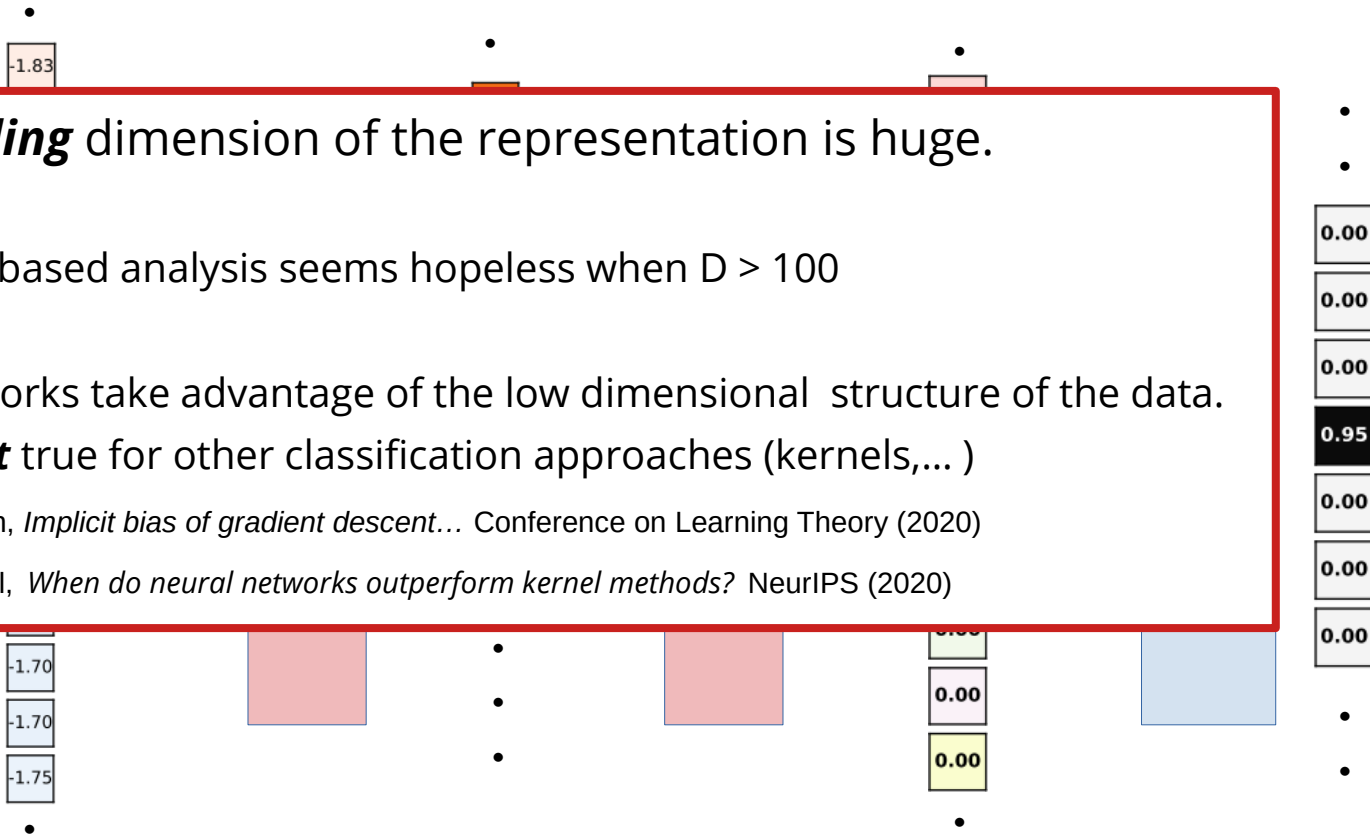 -1.83
ling dimension of the representation is huge.
based analysis seems hopeless when D > 100
orks take advantage of the low dimensional structure of the data.
t true for other classification approaches (kernels,... )
n, Implicit bias of gradient descent... Conference on Learning Theory (2020)
l, When do neural networks outperform kernel methods? NeurIPS (2020)
-1.70
-1.70
-1.75
0.00
0.00
0.00
0.00
0.00
0.95
0.00
0.00
0.00